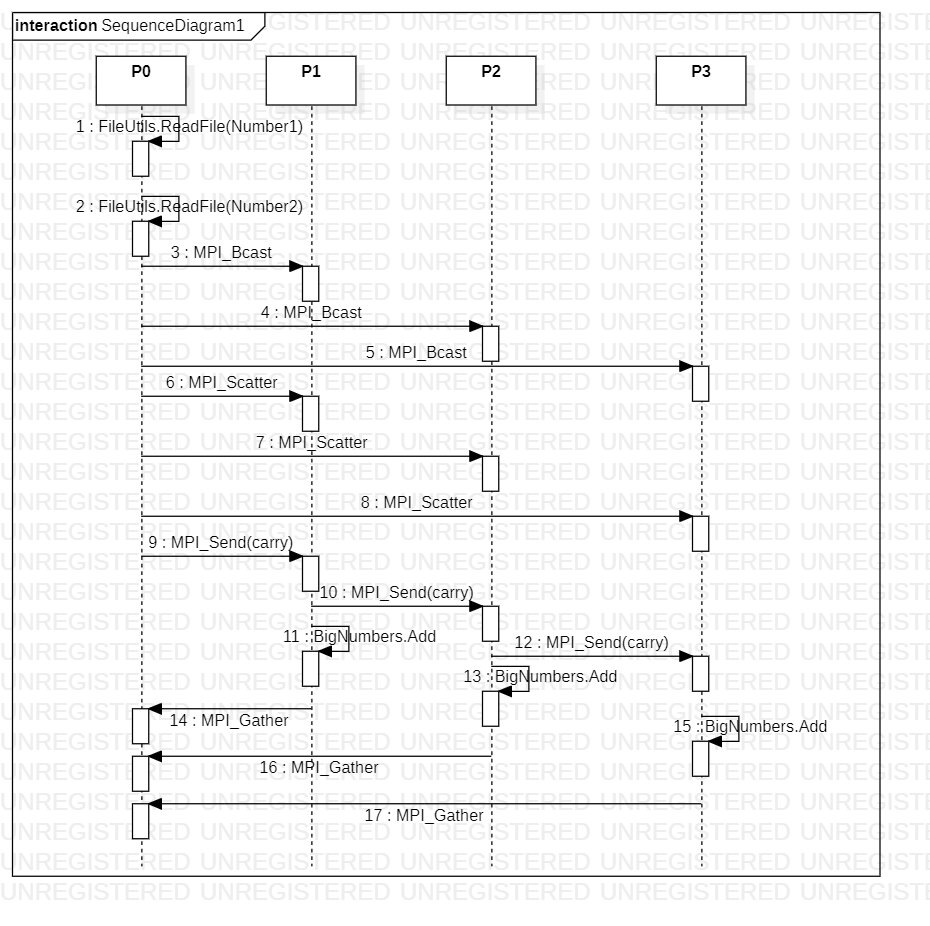 interaction SequenceDiagram1
P0 P1 P2 P3
1 : FileUtils.ReadFile(Number1)
2 : FileUtils.ReadFile(Number2)
3 : MPI_Bcast
4 : MPI_Bcast
5 : MPI_Bcast
6 : MPI_Scatter
7 : MPI_Scatter
8 : MPI_Scatter
9 : MPI_Send(carry)
10 : MPI_Send(carry)
11 : BigNumbers.Add
12 : MPI_Send(carry)
13 : BigNumbers.Add
14 : MPI_Gather
15 : BigNumbers.Add
16 : MPI_Gather
17 : MPI_Gather
UNREGISTERED UNREGISTERED UNREGISTERED UNREGISTERED